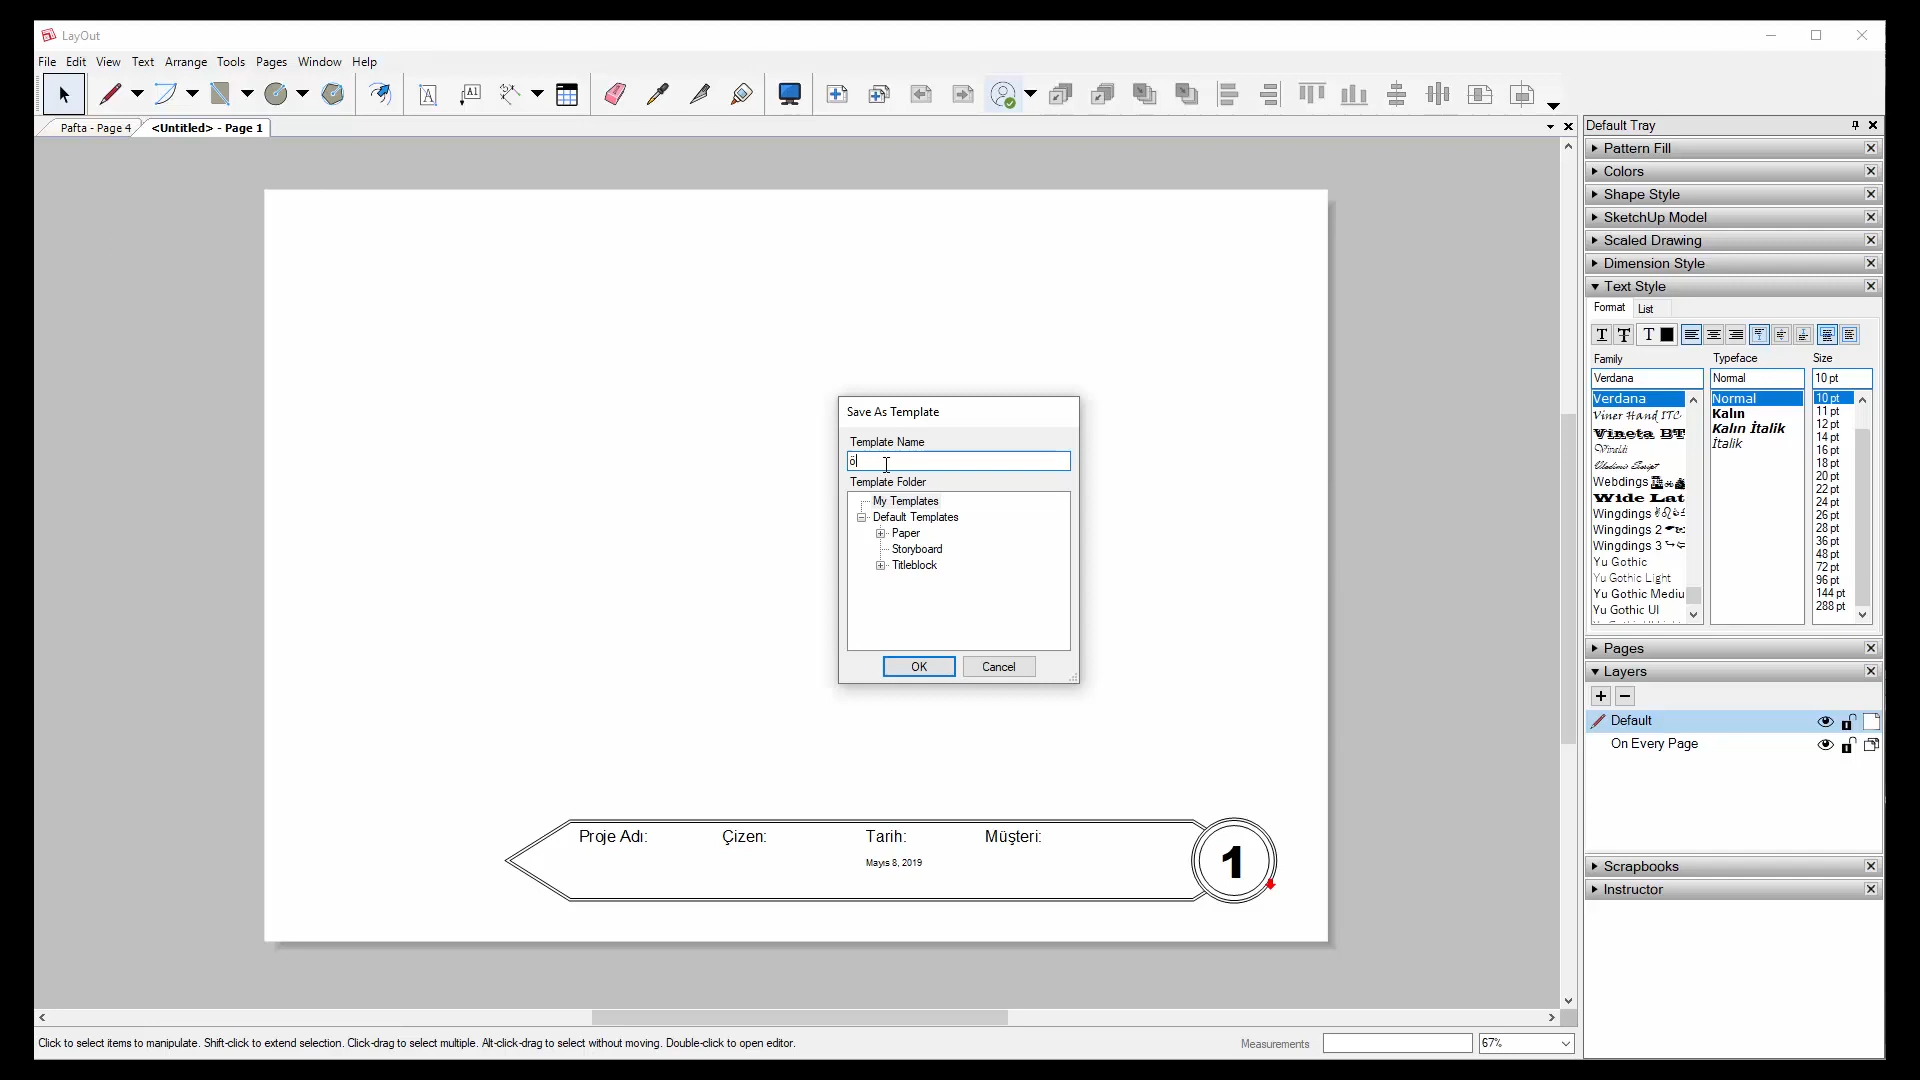 LayOut
File Edit View Text Arrange Tools Pages Window Help
Pafta - Page 4
<Untitled> - Page 1
Default Tray
Pattern Fill
Colors
Shape Style
SketchUp Model
Scaled Drawing
Dimension Style
Text Style
Format List
Family Typeface Size
Verdana Normal 10 pt
Verdana
Viner Hand ITC
Vineta BT
Vivaldi
Vladimir Script
Webdings
Wide Lat
Wingdings
Wingdings 2
Wingdings 3
Yu Gothic
Yu Gothic Light
Yu Gothic Mediu
Yu Gothic UI
Normal
Kalın
Kalın İtalik
İtalik
10 pt
11 pt
12 pt
14 pt
16 pt
18 pt
20 pt
22 pt
24 pt
26 pt
28 pt
36 pt
48 pt
72 pt
96 pt
144 pt
288 pt
Pages
Layers
Default
On Every Page
Scrapbooks
Instructor
Save As Template
Template Name
ö
Template Folder
My Templates
Default Templates
Paper
Storyboard
Titleblock
OK Cancel
Proje Adı: Çizen: Tarih: Müşteri:
Mayıs 8, 2019
1
Click to select items to manipulate. Shift-click to extend selection. Click-drag to select multiple. Alt-click-drag to select without moving. Double-click to open editor.
Measurements
67%